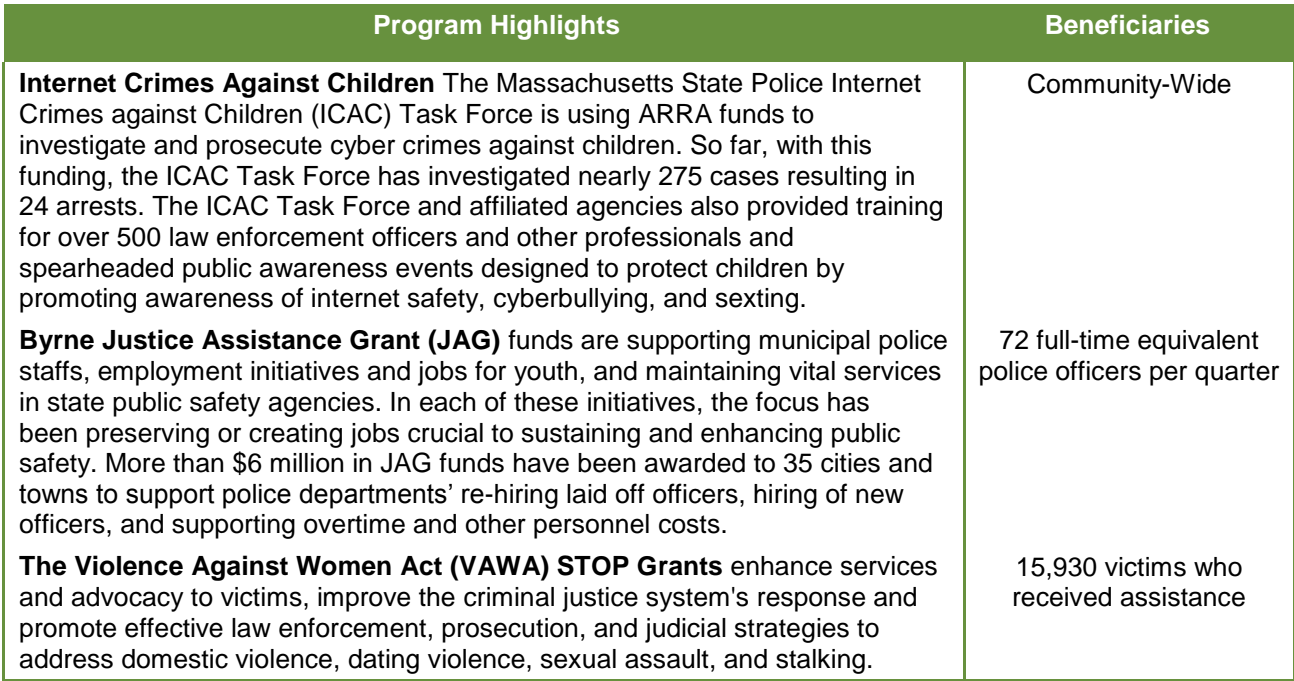 Program Highlights
Beneficiaries
Internet Crimes Against Children The Massachusetts State Police Internet
Crimes against Children (ICAC) Task Force is using ARRA funds to
investigate and prosecute cyber crimes against children. So far, with this
funding, the ICAC Task Force has investigated nearly 275 cases resulting in
24 arrests. The ICAC Task Force and affiliated agencies also provided training
for over 500 law enforcement officers and other professionals and
spearheaded public awareness events designed to protect children by
promoting awareness of internet safety, cyberbullying, and sexting.
Community-Wide
Byrne Justice Assistance Grant (JAG) funds are supporting municipal police
staffs, employment initiatives and jobs for youth, and maintaining vital services
in state public safety agencies. In each of these initiatives, the focus has
been preserving or creating jobs crucial to sustaining and enhancing public
safety. More than $6 million in JAG funds have been awarded to 35 cities and
towns to support police departments' re-hiring laid off officers, hiring of new
officers, and supporting overtime and other personnel costs.
72 full-time equivalent
police officers per quarter
The Violence Against Women Act (VAWA) STOP Grants enhance services
and advocacy to victims, improve the criminal justice system's response and
promote effective law enforcement, prosecution, and judicial strategies to
address domestic violence, dating violence, sexual assault, and stalking.
15,930 victims who
received assistance